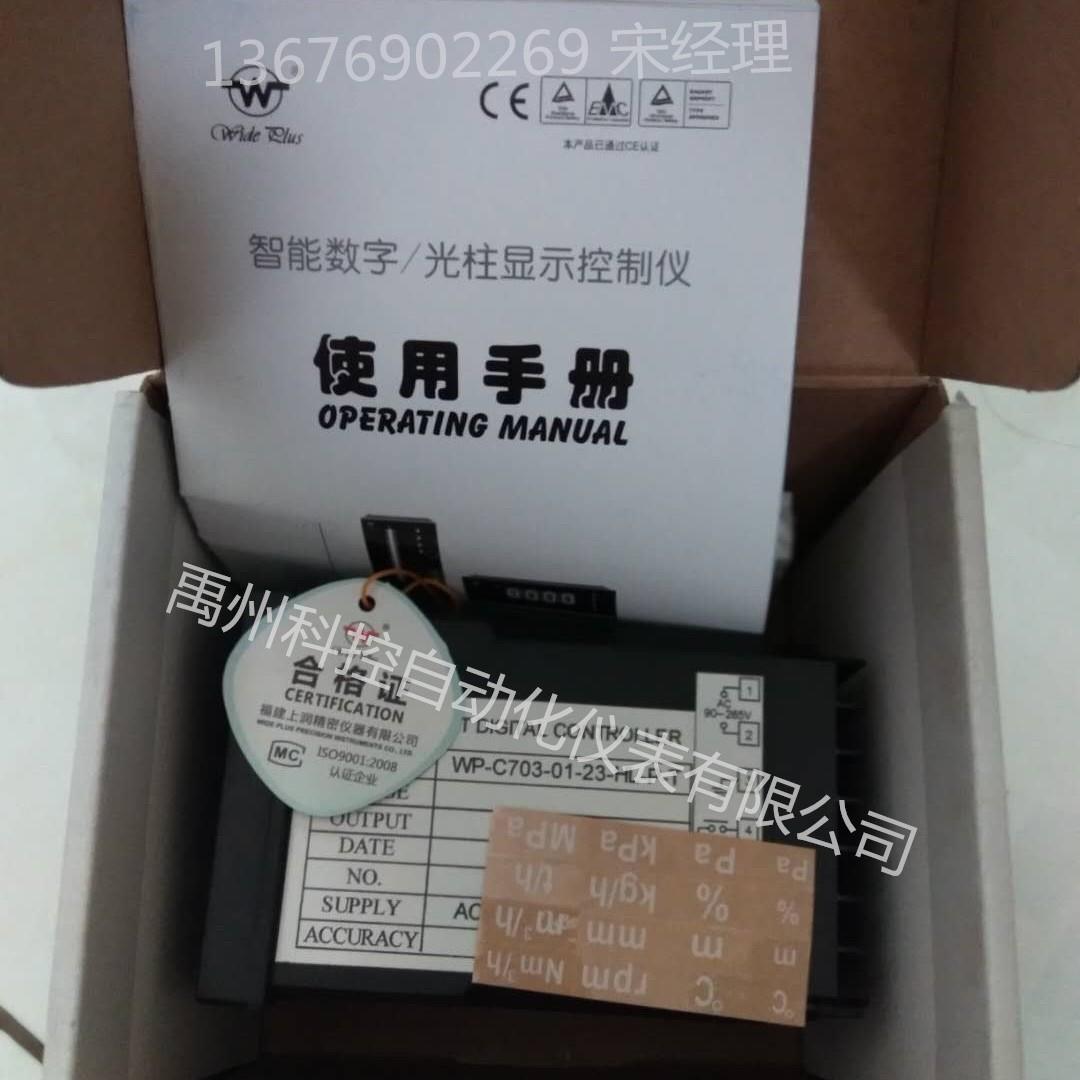 13676902269 宋经理
W
Wide Plus
CE
EMC
本产品已通过CE认证
智能数字/光柱显示控制仪
使用手册
OPERATING MANUAL
禹州科控自动化仪表有限公司
合格证
CERTIFICATION
福建上润精密仪器有限公司
WIDE PLUS PRECISION INSTRUMENTS CO., LTD.
MC
ISO9001:2008
认证企业
T DIGITAL CONTROLLER
WP-C703-01-23-HL
OUTPUT
DATE
NO.
SUPPLY AC
ACCURACY
1
AC
90~265V
2
4
MPa kPa Pa Pa
t/h kg/h % %
m³/h mm m m
Nm³/h rpm ℃ ℃